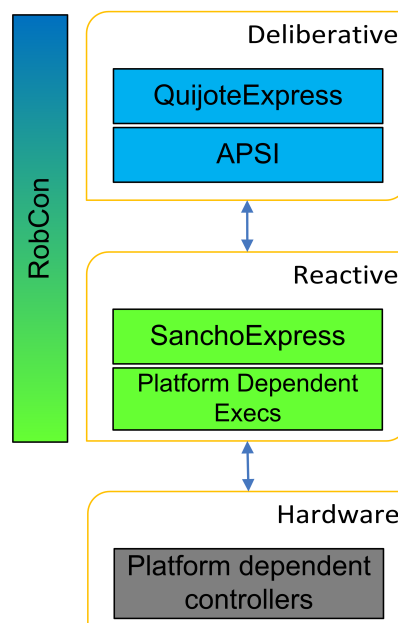 Deliberative
QuijoteExpress
APSI
RobCon
Reactive
SanchoExpress
Platform Dependent
Execs
Hardware
Platform dependent
controllers